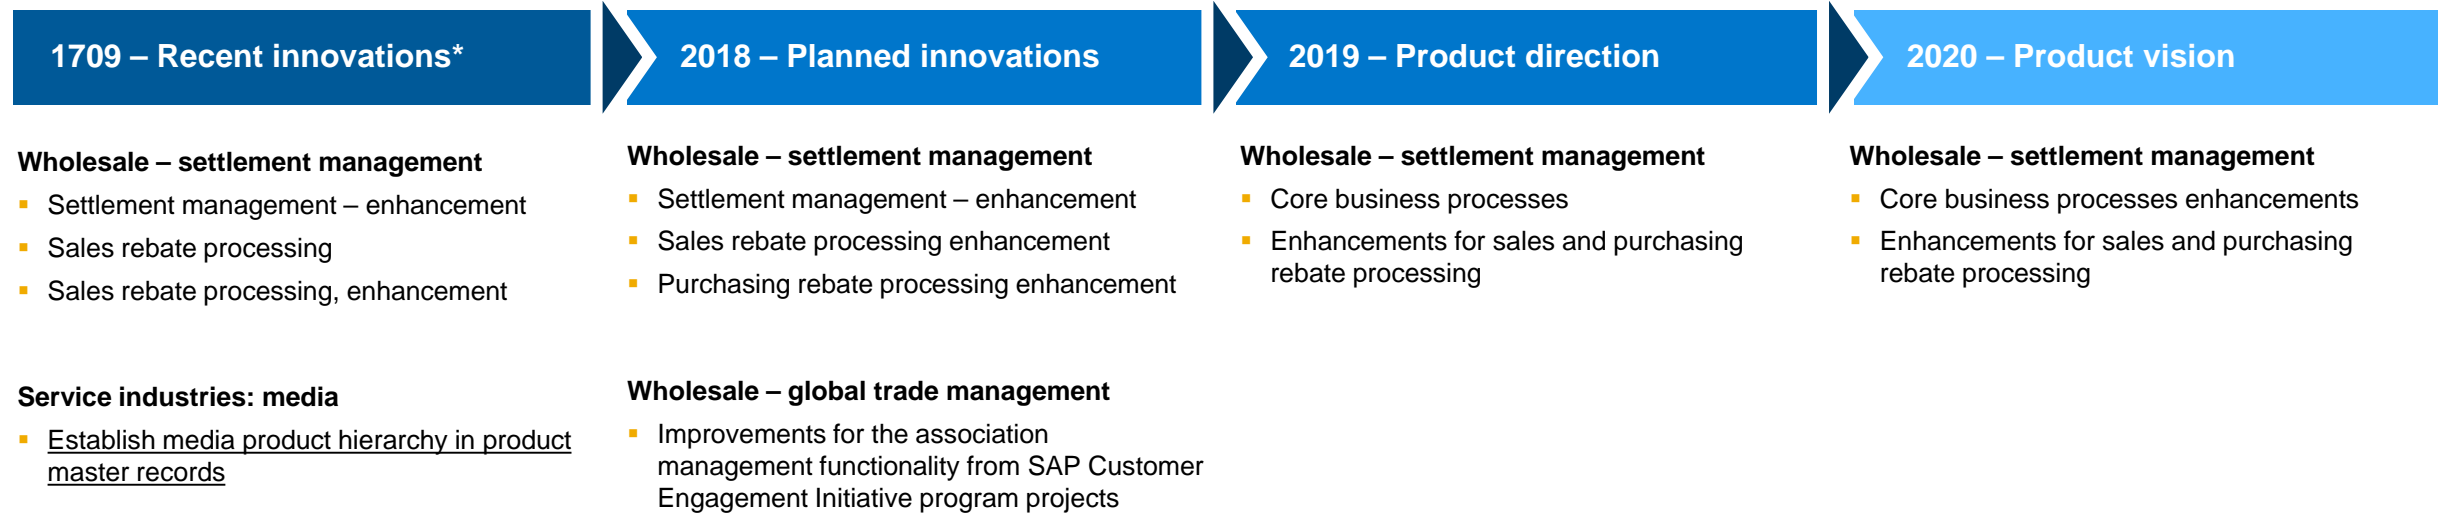 1709 – Recent innovations*
2018 – Planned innovations
2019 – Product direction
2020 – Product vision
Wholesale – settlement management
Settlement management – enhancement
Sales rebate processing
Sales rebate processing, enhancement
Service industries: media
Establish media product hierarchy in product
master records
Wholesale – settlement management
Settlement management – enhancement
Sales rebate processing enhancement
Purchasing rebate processing enhancement
Wholesale – global trade management
Improvements for the association
management functionality from SAP Customer
Engagement Initiative program projects
Wholesale – settlement management
Core business processes
Enhancements for sales and purchasing
rebate processing
Wholesale – settlement management
Core business processes enhancements
Enhancements for sales and purchasing
rebate processing